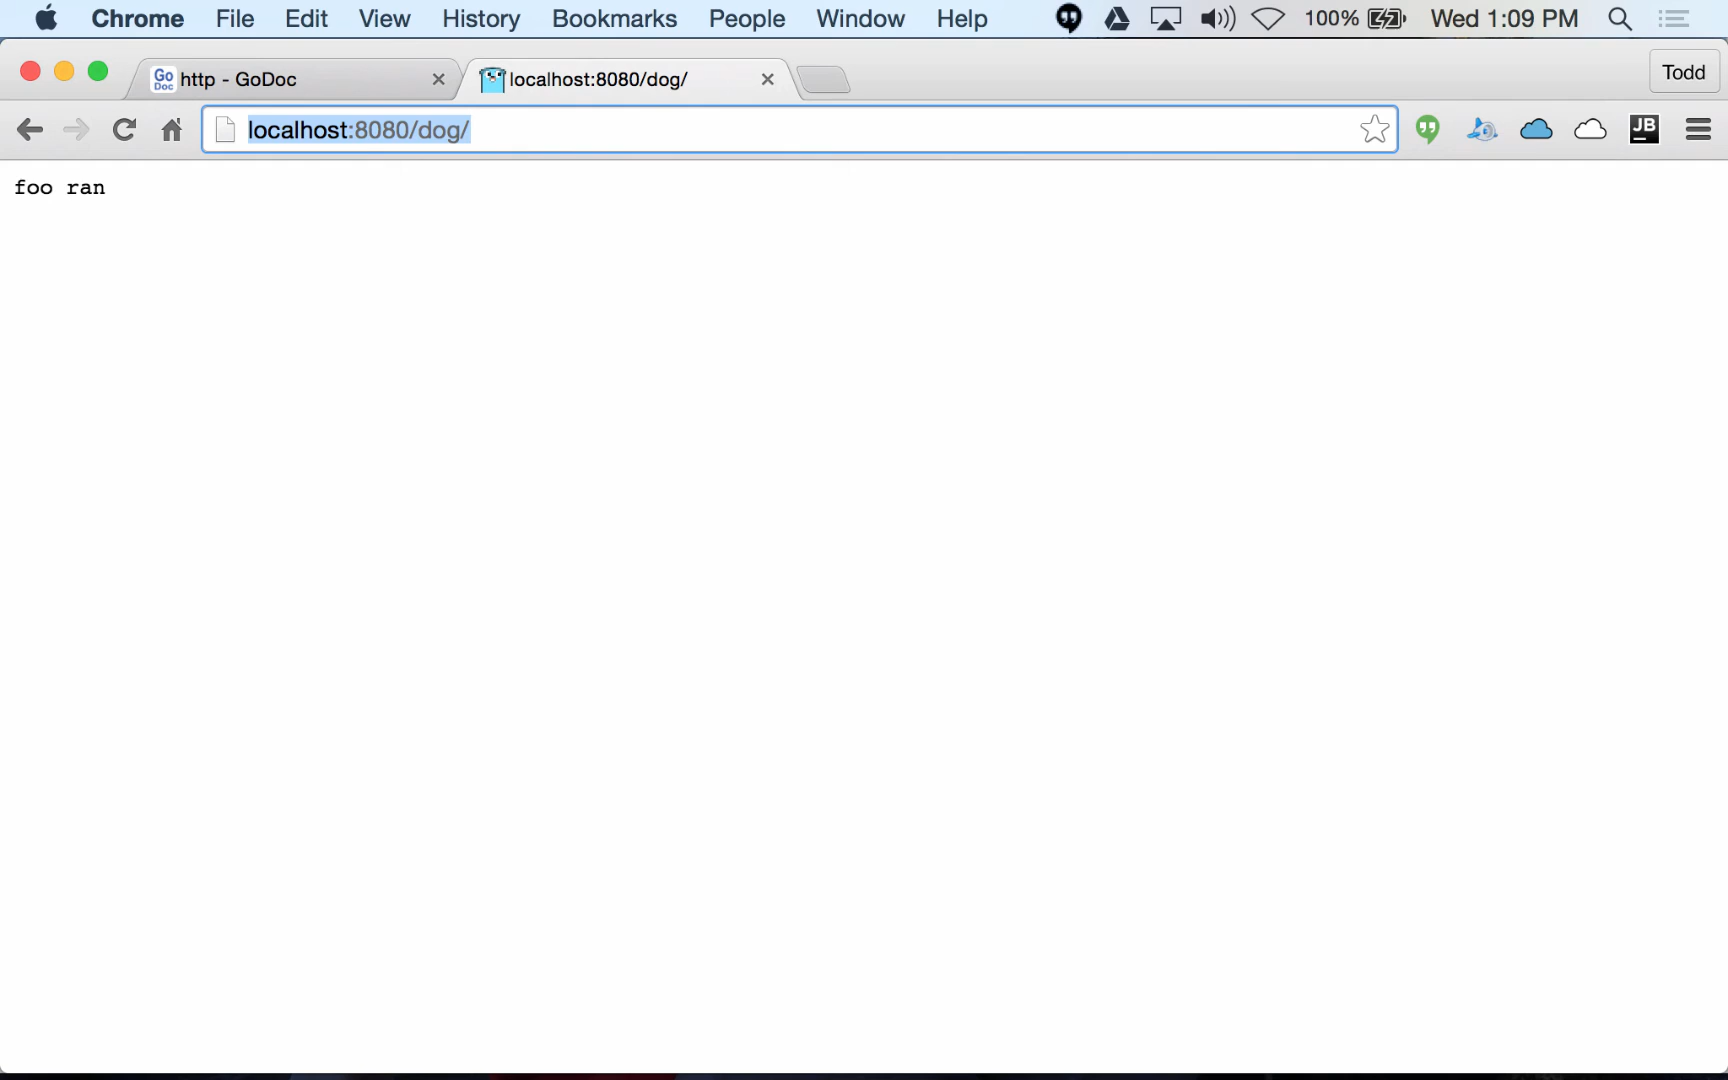 Chrome File Edit View History Bookmarks People Window Help 100% Wed 1:09 PM
Go Doc http - GoDoc localhost:8080/dog/ Todd
localhost:8080/dog/ JB
foo ran